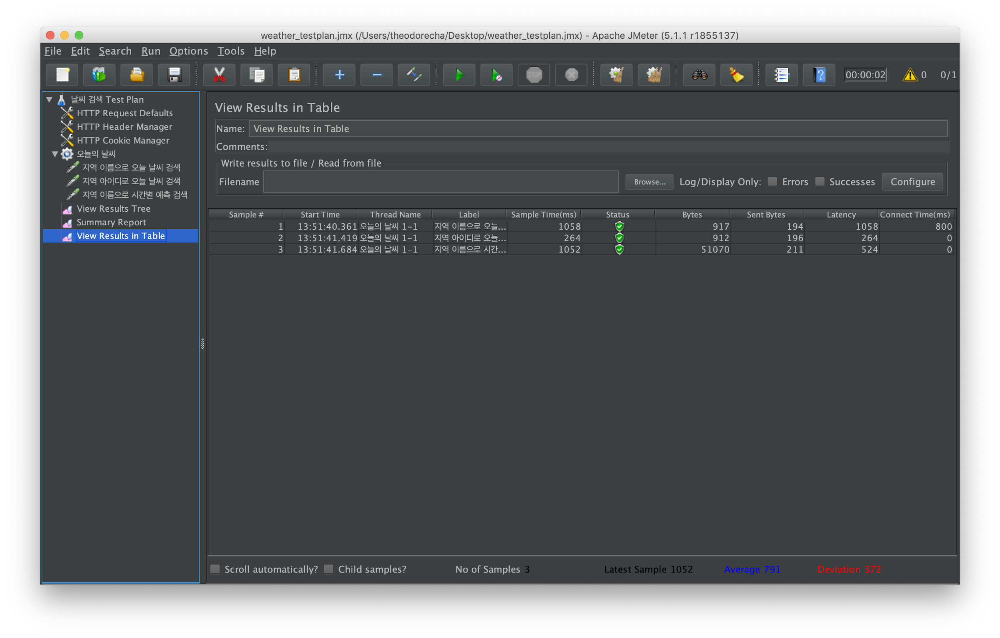 weather_testplan.jmx (/Users/theodorecha/Desktop/weather_testplan.jmx) - Apache JMeter (5.1.1 r1855137)
File Edit Search Run Options Tools Help
STOP 00:00:02 0 0/1
날씨 검색 Test Plan
HTTP Request Defaults
HTTP Header Manager
HTTP Cookie Manager
오늘의 날씨
지역 이름으로 오늘 날씨 검색
지역 아이디로 오늘 날씨 검색
지역 이름으로 시간별 예측 검색
View Results Tree
Summary Report
View Results in Table
View Results in Table
Name: View Results in Table
Comments:
Write results to file / Read from file
Filename Browse... Log/Display Only: Errors Successes Configure
Sample # Start Time Thread Name Label Sample Time(ms) Status Bytes Sent Bytes Latency Connect Time(ms)
1 13:51:40.361 오늘의 날씨 1-1 지역 이름으로 오늘... 1058 917 194 1058 800
2 13:51:41.419 오늘의 날씨 1-1 지역 아이디로 오늘... 264 912 196 264 0
3 13:51:41.684 오늘의 날씨 1-1 지역 이름으로 시간... 1052 51070 211 524 0
Scroll automatically? Child samples? No of Samples 3 Latest Sample 1052 Average 791 Deviation 372